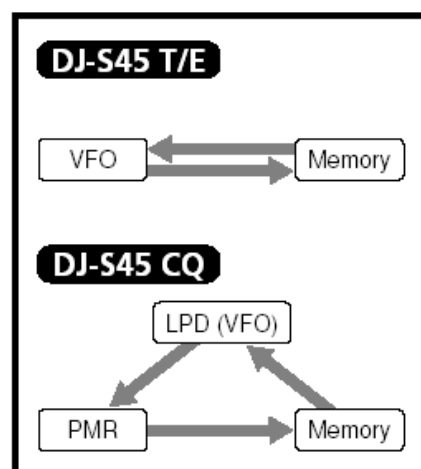 DJ-S45 T/E
VFO Memory
DJ-S45 CQ
LPD (VFO)
PMR Memory